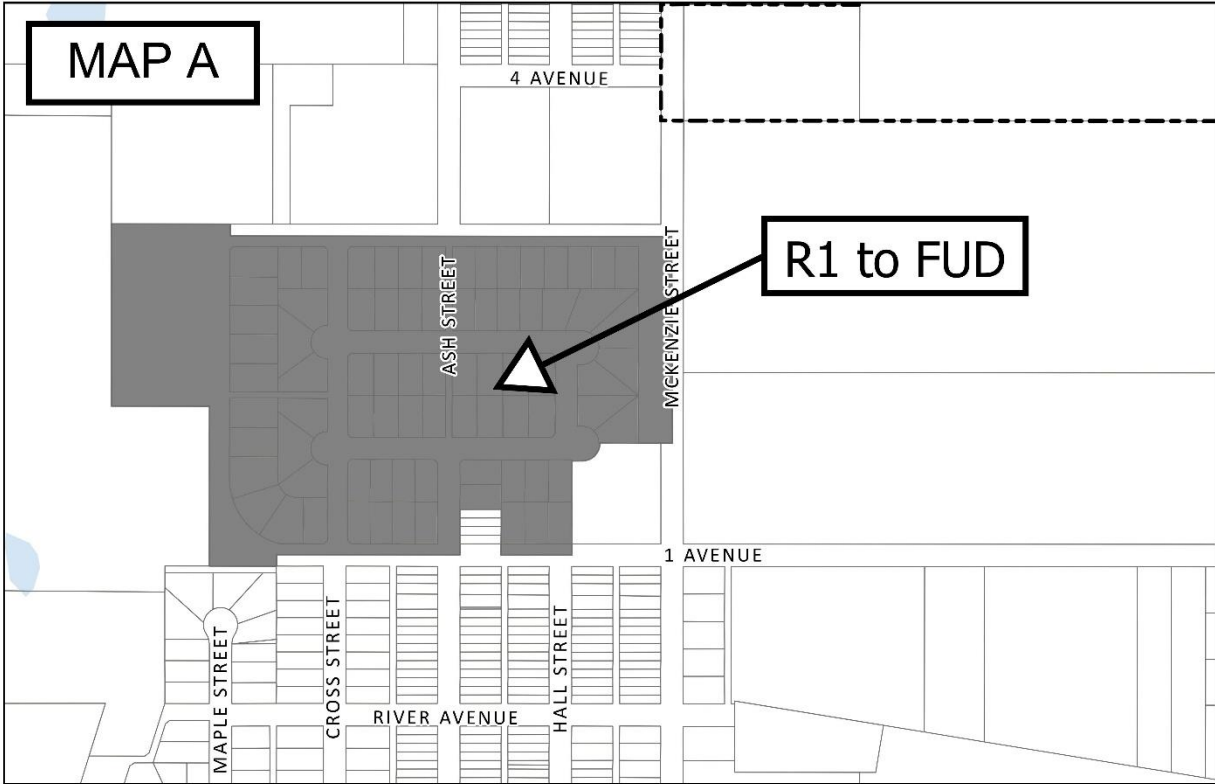 MAP A
4 AVENUE
R1 to FUD
ASH STREET
MCKENZIE STREET
1 AVENUE
MAPLE STREET
CROSS STREET
RIVER AVENUE
HALL STREET